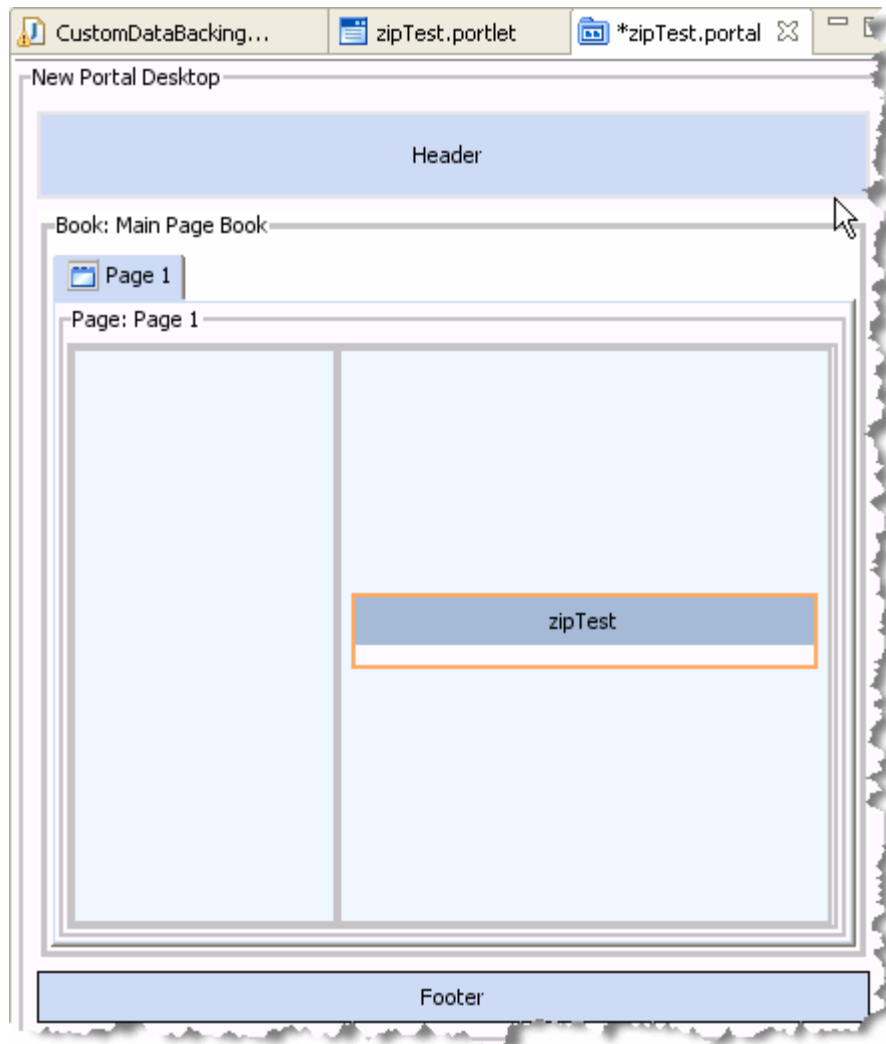 CustomDataBacking... zipTest.portlet *zipTest.portal
New Portal Desktop
Header
Book: Main Page Book
Page 1
Page: Page 1
zipTest
Footer